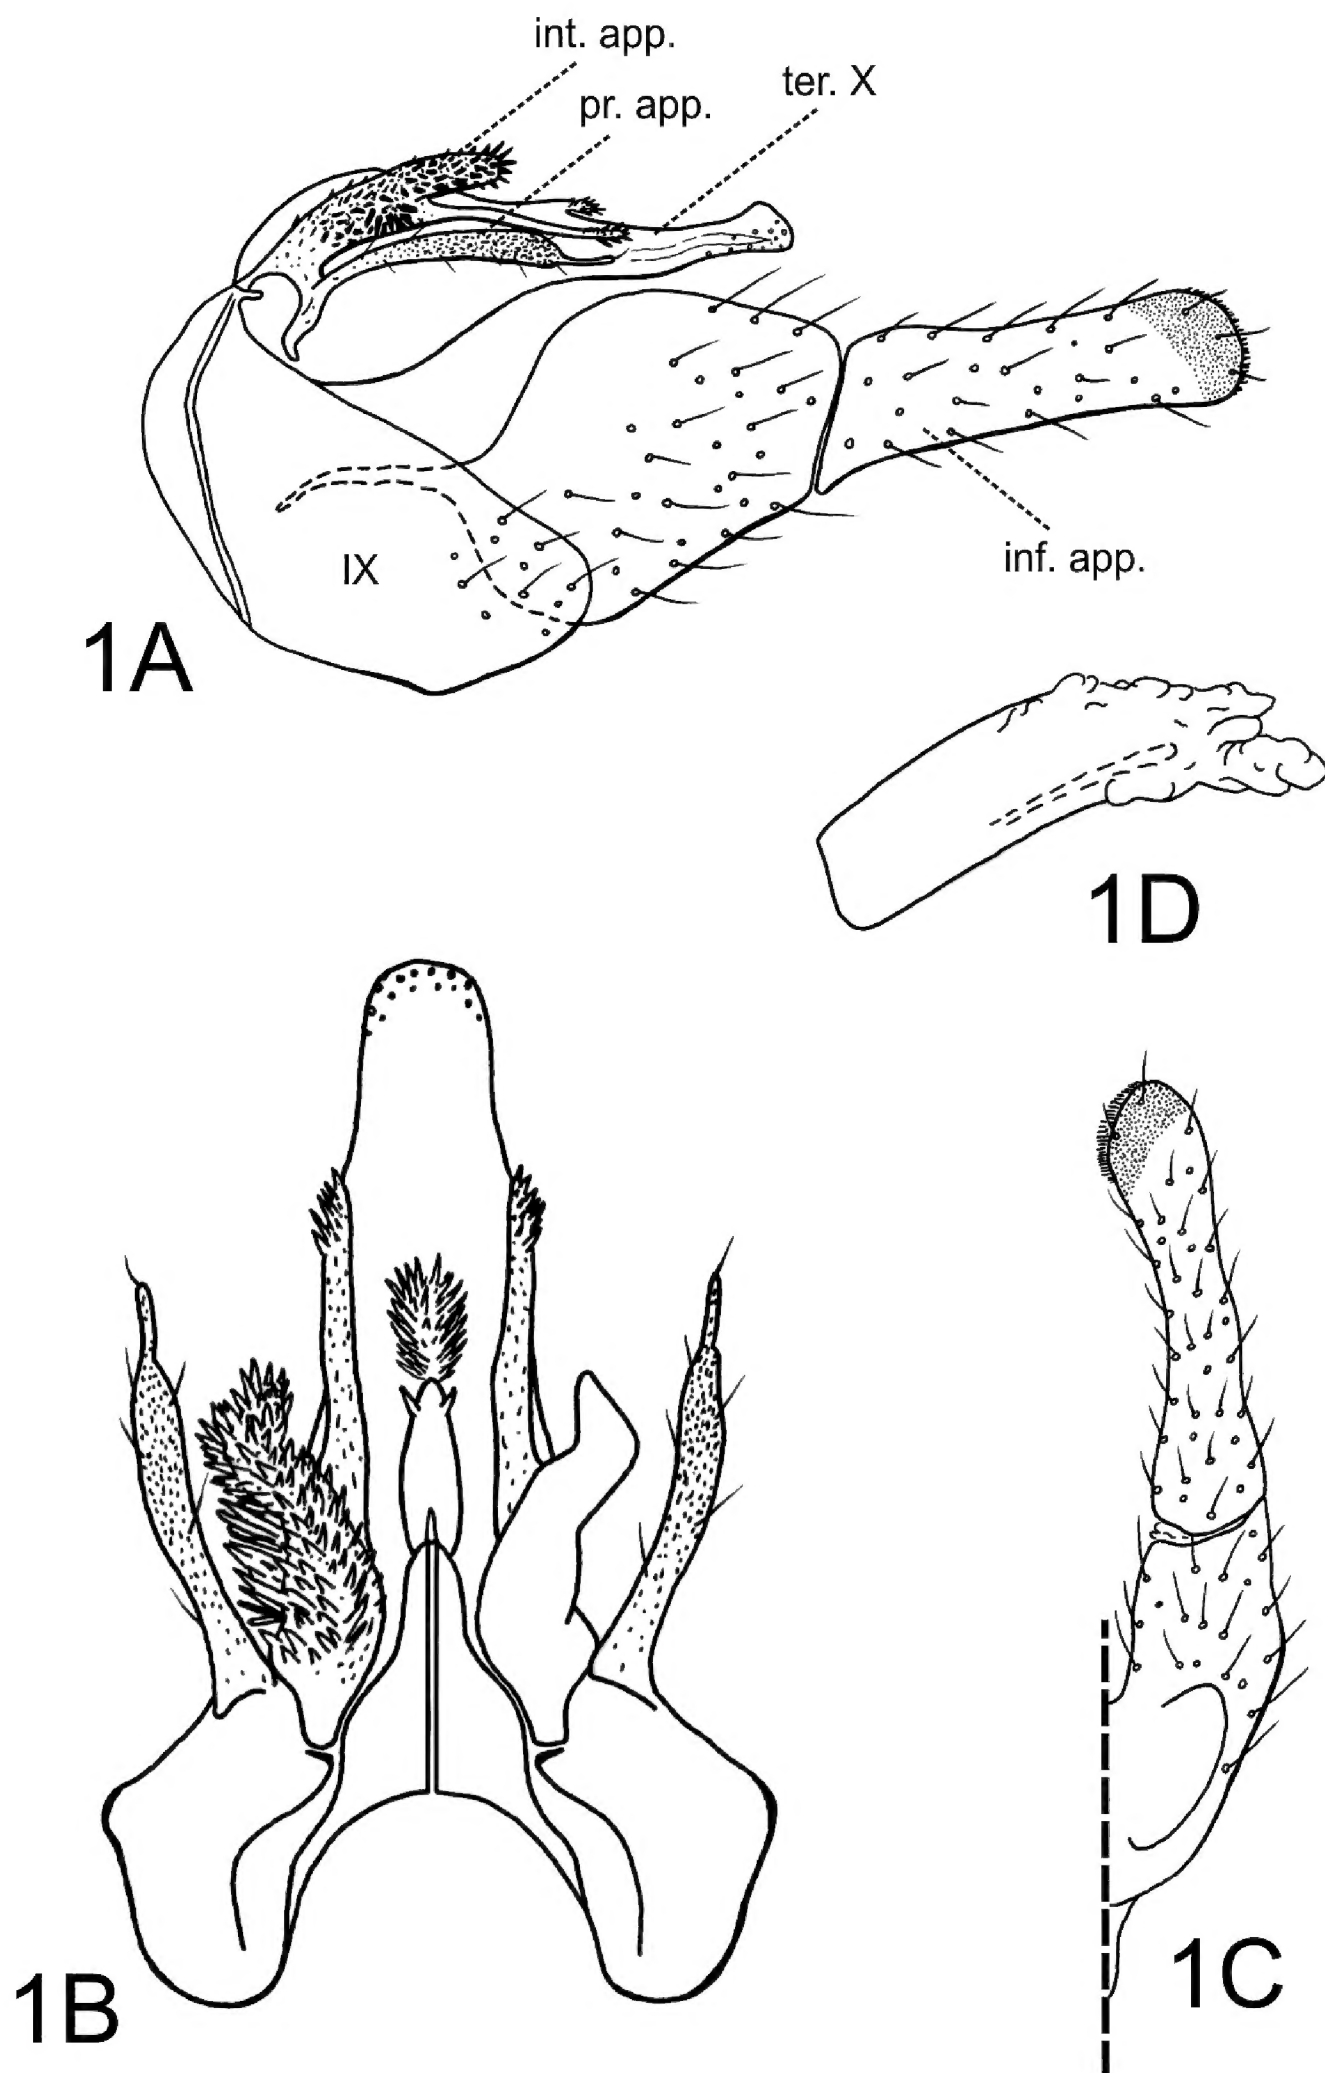 int. app.
pr. app.
ter. X
inf. app.
IX
1A
1D
1B
1C